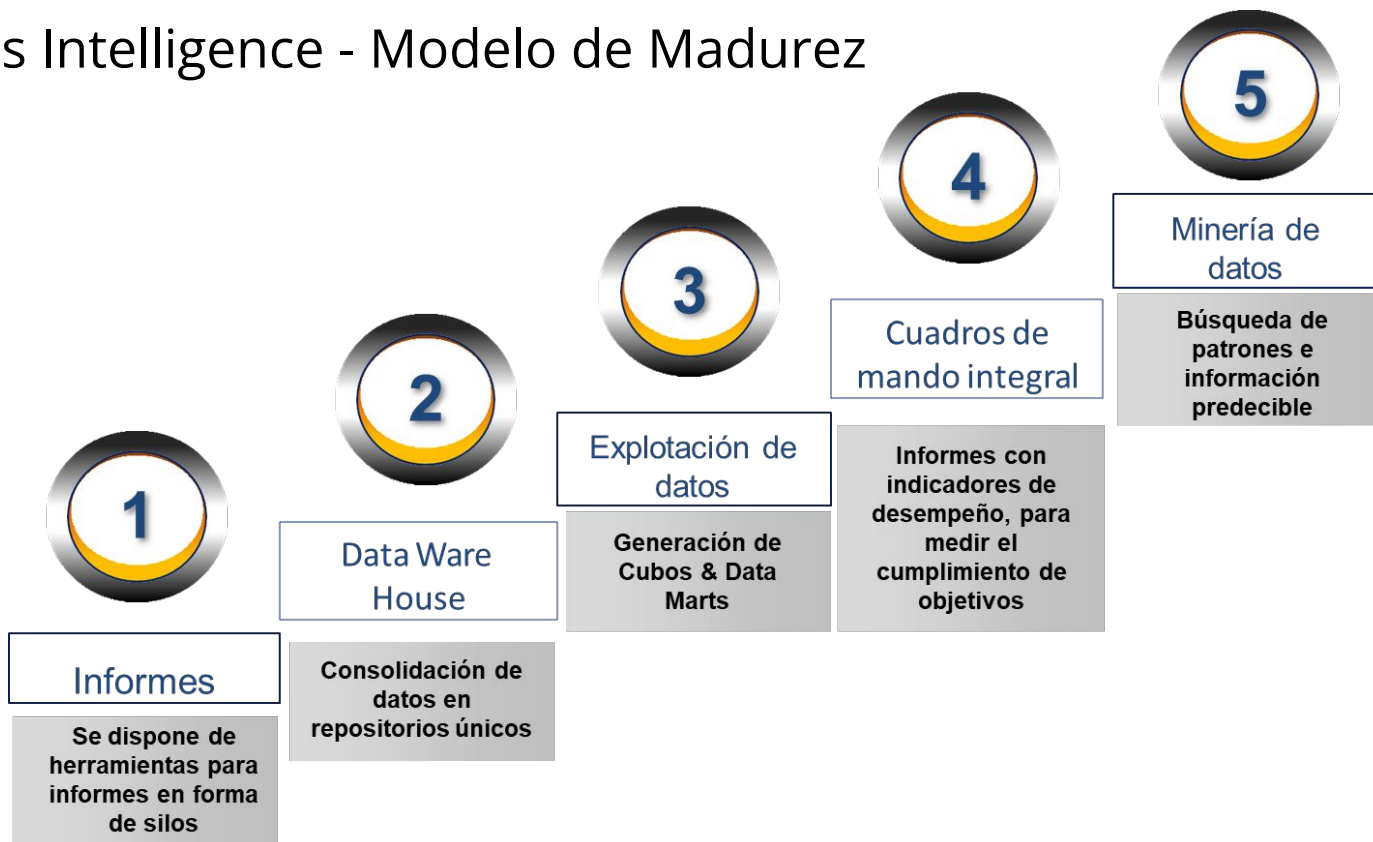 s Intelligence - Modelo de Madurez
1
Informes
Se dispone de
herramientas para
informes en forma
de silos
2
Data Ware
House
Consolidación de
datos en
repositorios únicos
3
Explotación de
datos
Generación de
Cubos & Data
Marts
4
Cuadros de
mando integral
Informes con
indicadores de
desempeño, para
medir el
cumplimiento de
objetivos
5
Minería de
datos
Búsqueda de
patrones e
información
predecible